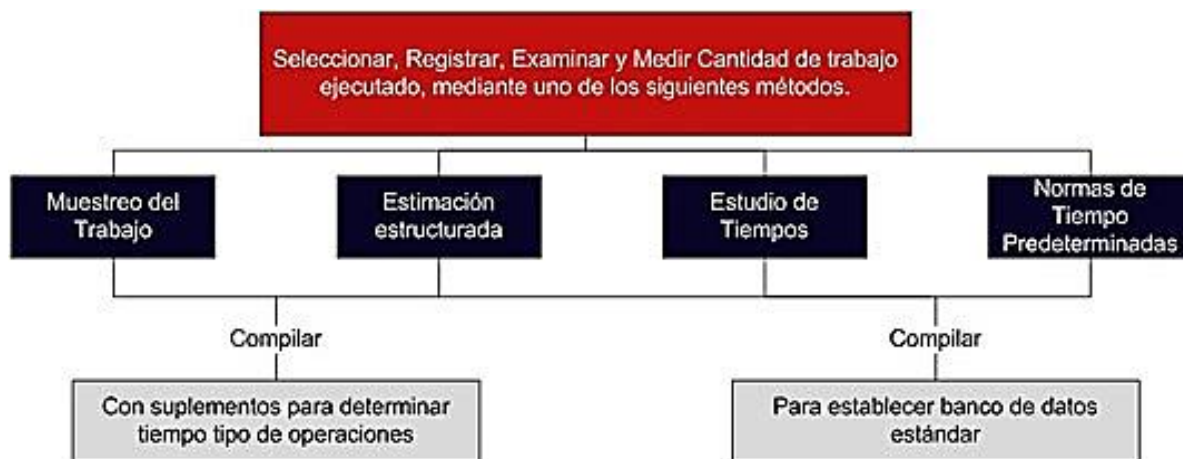 Seleccionar, Registrar, Examinar y Medir Cantidad de trabajo
ejecutado, mediante uno de los siguientes métodos.
Muestreo del
Trabajo
Estimación
estructurada
Estudio de
Tiempos
Normas de
Tiempo
Predeterminadas
Compilar
Compilar
Con suplementos para determinar
tiempo tipo de operaciones
Para establecer banco de datos
estándar